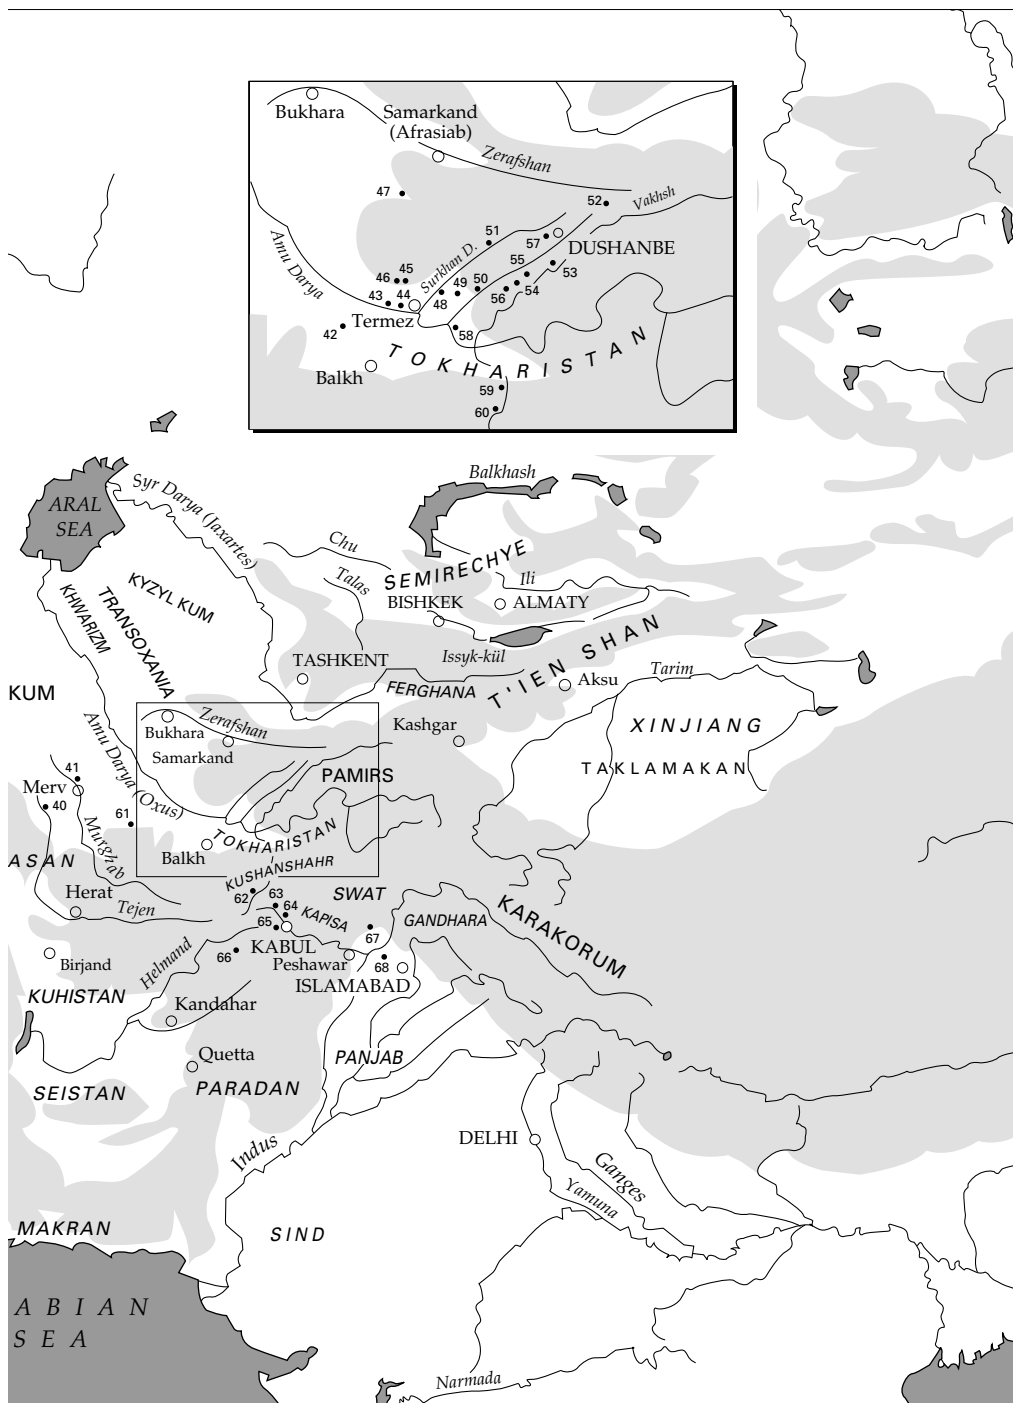 Bukhara
Samarkand
(Afrasiab)
Zerafshan
47
52
Vakhsh
51
57
DUSHANBE
Amu Darya
Surkhan D.
55
53
46
45
49
50
54
43
44
48
56
Termez
42
58
TOKHARISTAN
Balkh
59
60
Balkhash
Syr Darya (Jaxartes)
ARAL
SEA
Chu
SEMIRECHYE
Talas
Ili
KYZYL KUM
KHWARIZM
TRANSOXANIA
BISHKEK
ALMATY
Issyk-kül
T'IEN SHAN
TASHKENT
FERGHANA
Aksu
Tarim
KUM
Zerafshan
Bukhara
Kashgar
XINJIANG
Samarkand
Amu Darya (Oxus)
TAKLAMAKAN
PAMIRS
41
Merv
40
61
Murghab
TOKHARISTAN
Balkh
ASAN
KUSHANSHAHR
Herat
62
63
SWAT
Tejen
64
KAPISA
GANDHARA
KARAKORUM
65
67
KABUL
Helmand
66
Peshawar
68
Birjand
ISLAMABAD
KUHISTAN
Kandahar
Quetta
PANJAB
SEISTAN
PARADAN
Indus
DELHI
Ganges
Yamuna
MAKRAN
SIND
ABIAN
SEA
Narmada